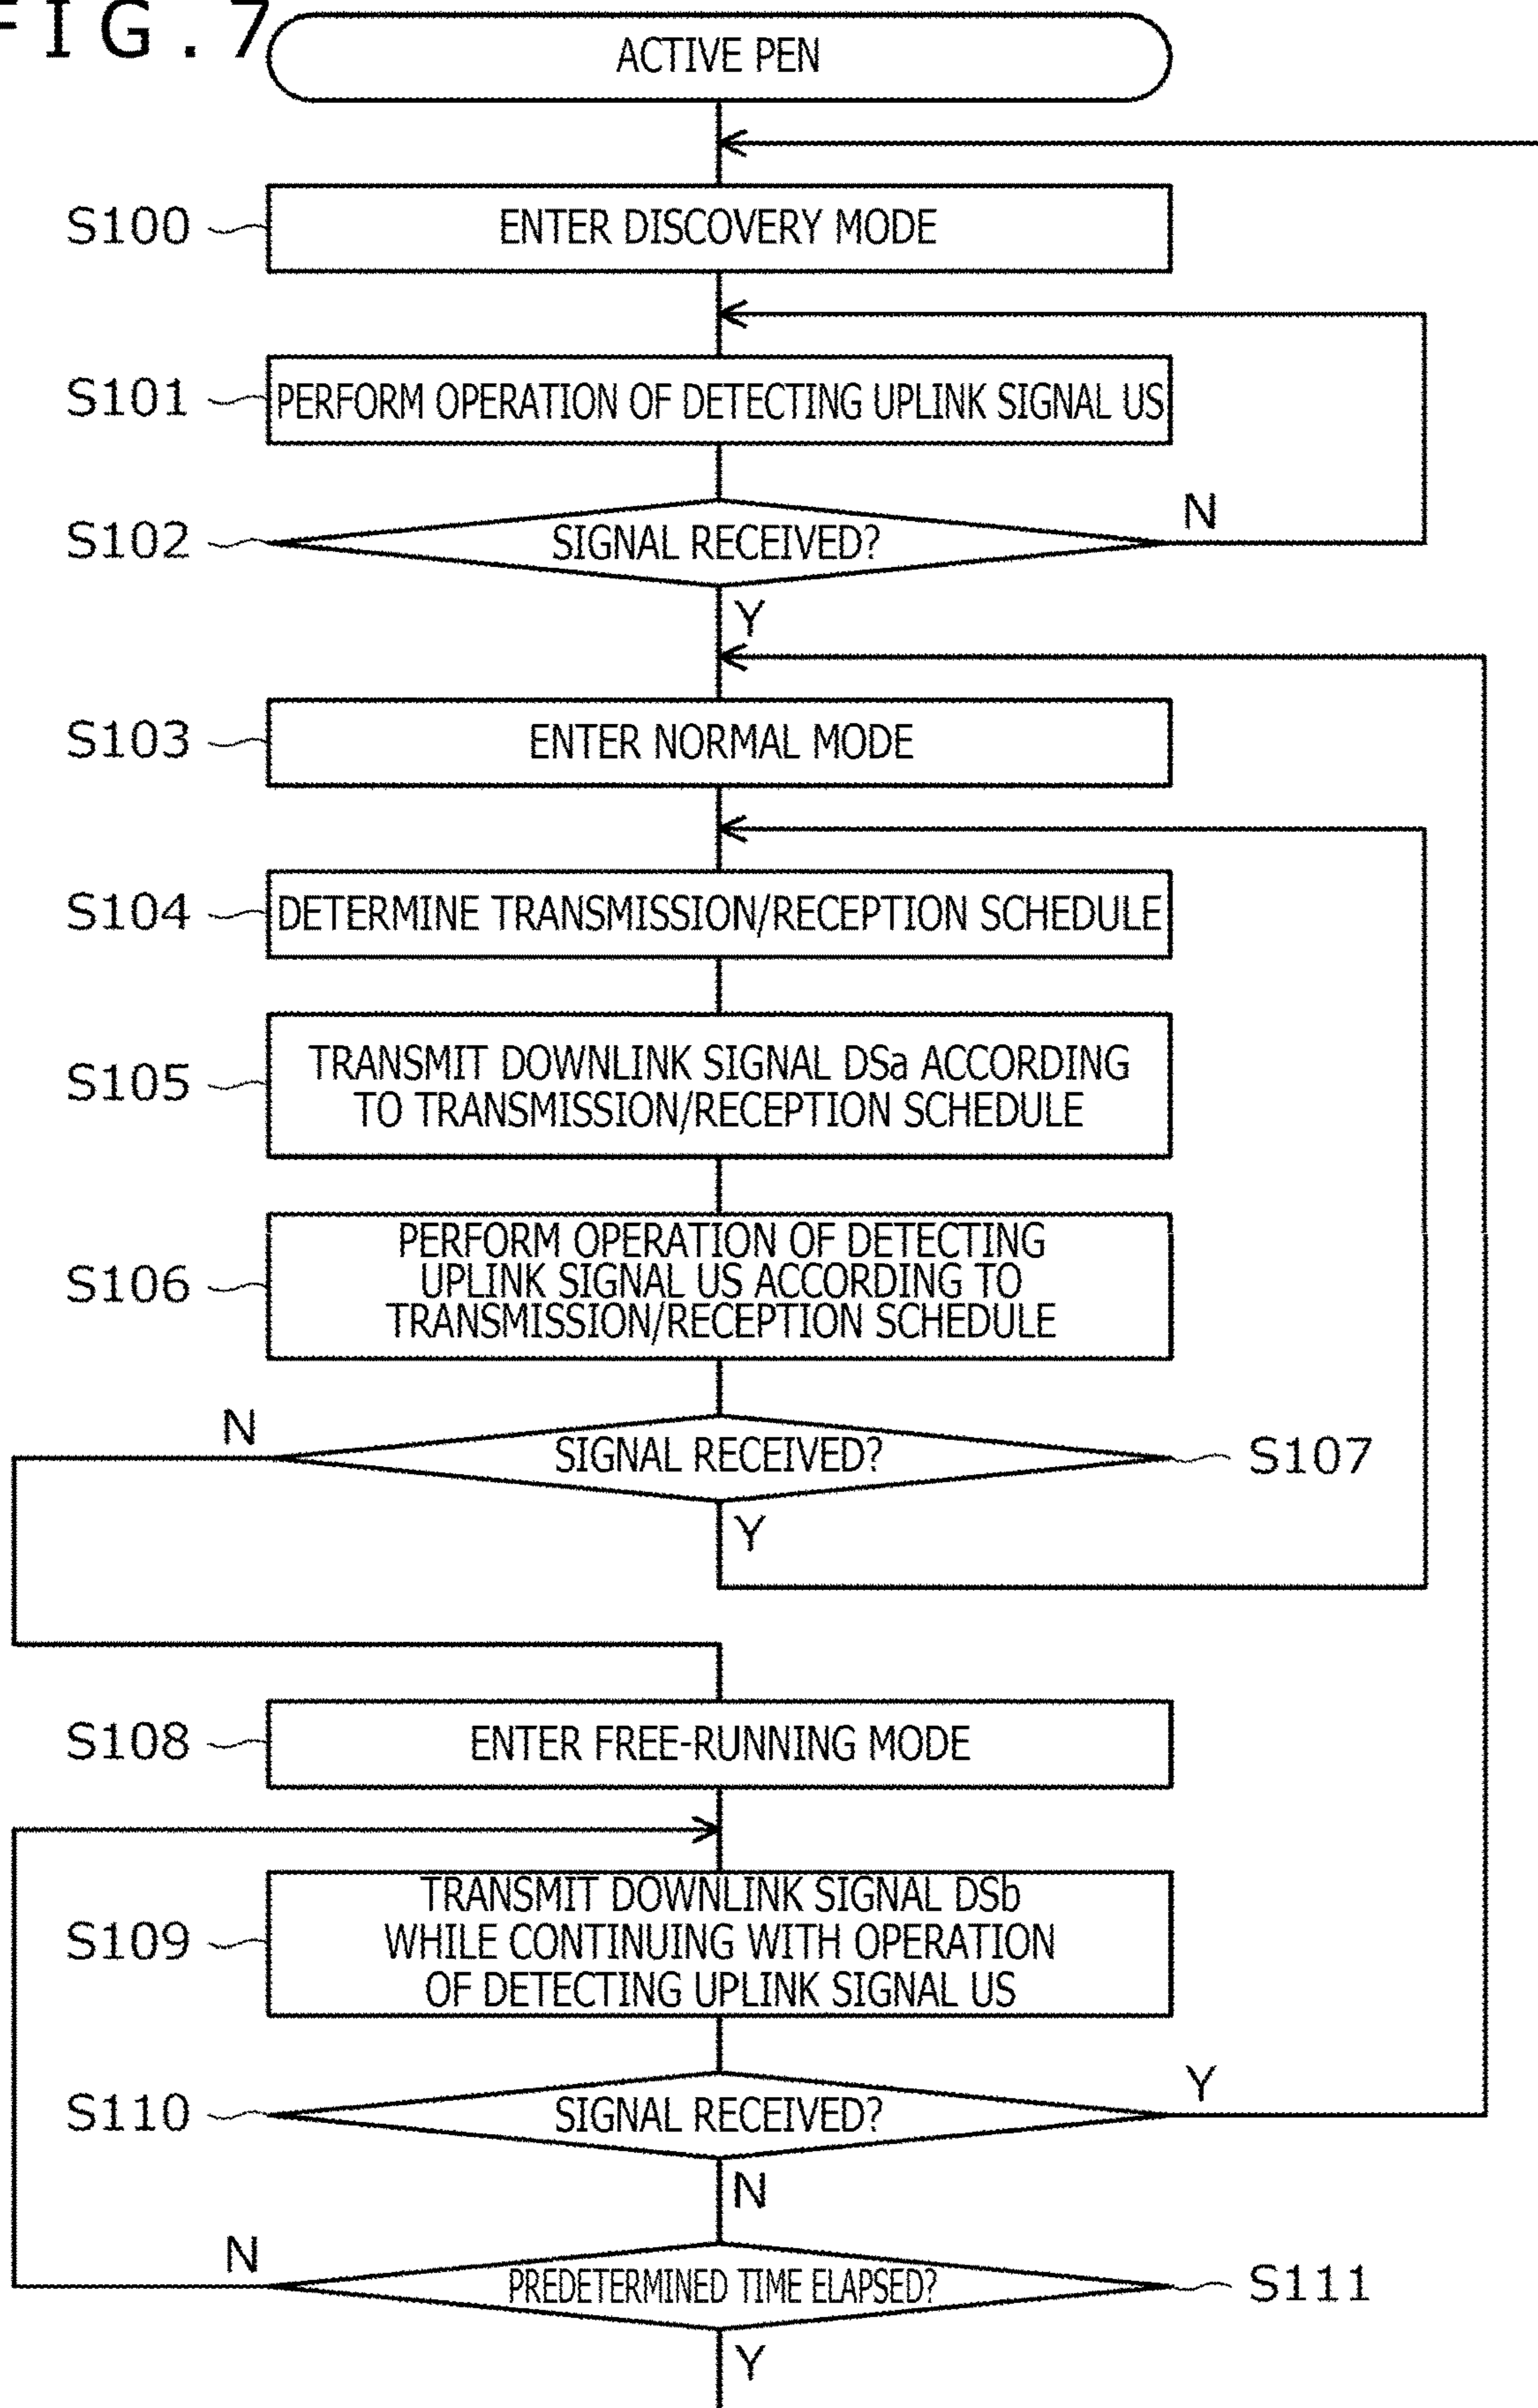 FIG.7
ACTIVE PEN
S100
ENTER DISCOVERY MODE
S101
PERFORM OPERATION OF DETECTING UPLINK SIGNAL US
S102
SIGNAL RECEIVED?
N
Y
S103
ENTER NORMAL MODE
S104
DETERMINE TRANSMISSION/RECEPTION SCHEDULE
S105
TRANSMIT DOWNLINK SIGNAL DSa ACCORDING
TO TRANSMISSION/RECEPTION SCHEDULE
S106
PERFORM OPERATION OF DETECTING
UPLINK SIGNAL US ACCORDING TO
TRANSMISSION/RECEPTION SCHEDULE
N
SIGNAL RECEIVED?
S107
Y
S108
ENTER FREE-RUNNING MODE
S109
TRANSMIT DOWNLINK SIGNAL DSb
WHILE CONTINUING WITH OPERATION
OF DETECTING UPLINK SIGNAL US
S110
SIGNAL RECEIVED?
Y
N
N
PREDETERMINED TIME ELAPSED?
S111
Y